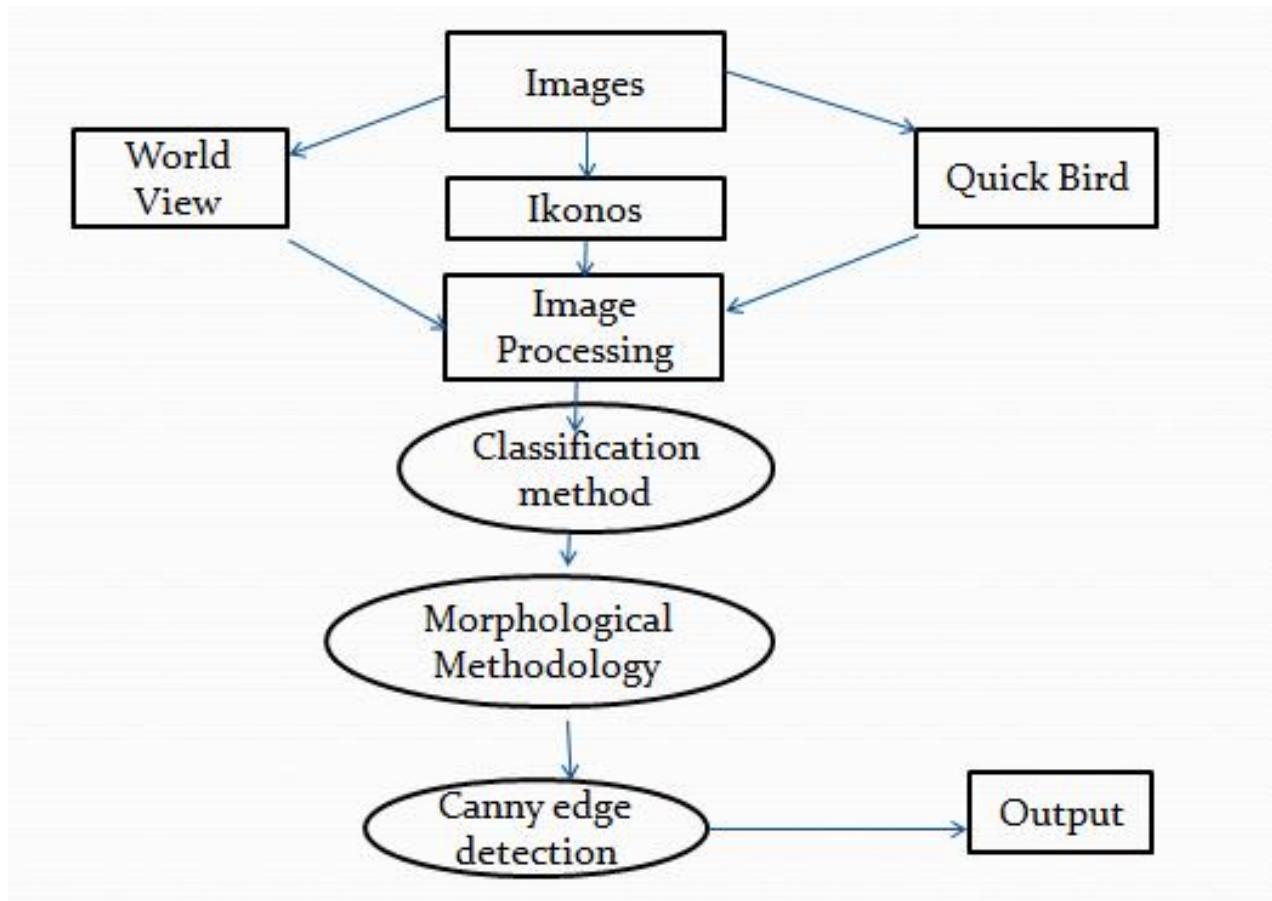 Images
World
View
Quick Bird
Ikonos
Image
Processing
Classification
method
Morphological
Methodology
Canny edge
detection
Output